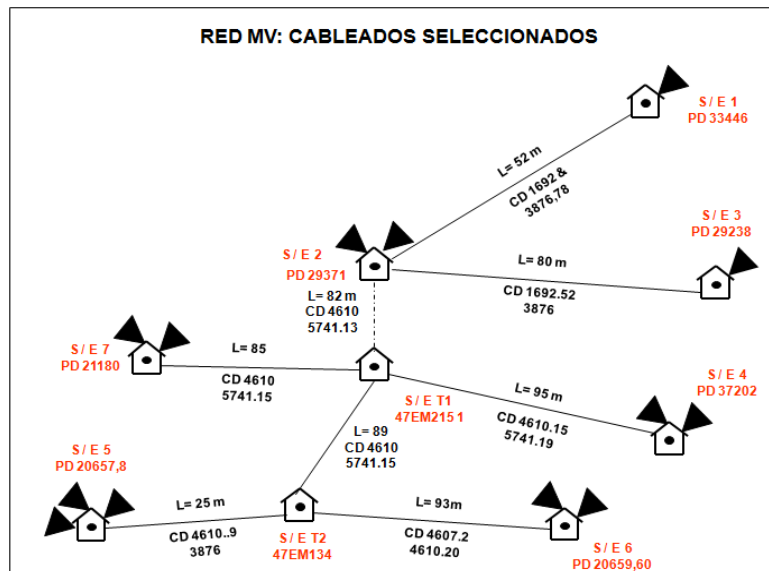 RED MV: CABLEADOS SELECCIONADOS
S / E 1
PD 33446
L= 52 m
CD 1692 &
3876,78
S / E 3
PD 29238
S / E 2
PD 29371
L= 80 m
CD 1692.52
3876
L= 82 m
CD 4610
5741.13
S / E 7
PD 21180
L= 85
CD 4610
5741.15
S / E T1
47EM215 1
L= 95 m
CD 4610.15
5741.19
S / E 4
PD 37202
L= 89
CD 4610
5741.15
S / E 5
PD 20657,8
L= 25 m
CD 4610..9
3876
S / E T2
47EM134
L= 93m
CD 4607.2
4610.20
S / E 6
PD 20659,60